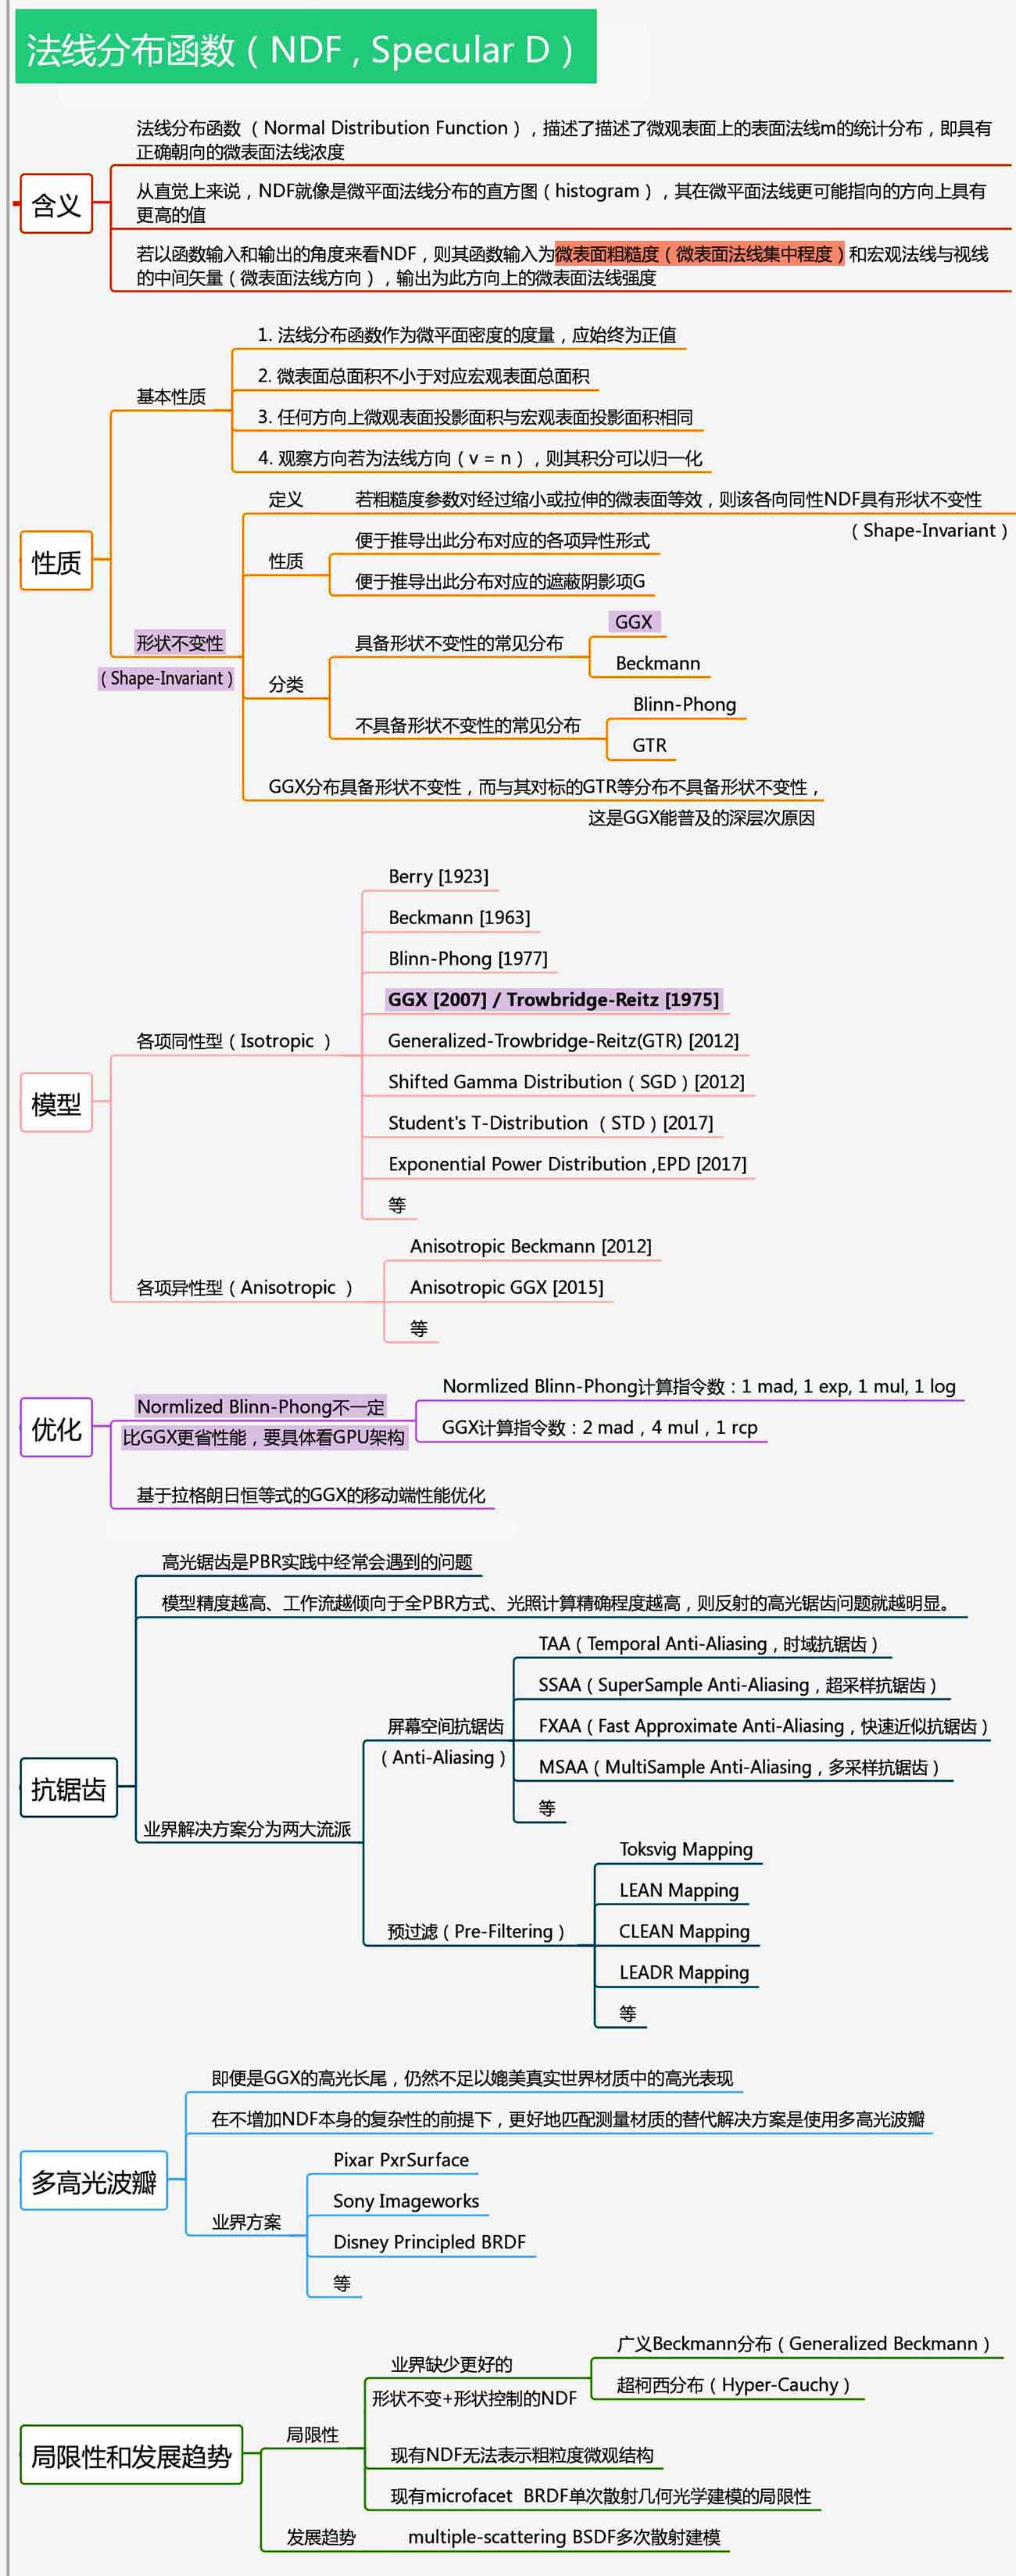 法线分布函数（NDF，Specular D）
法线分布函数 （Normal Distribution Function），描述了描述了微观表面上的表面法线m的统计分布，即具有
正确朝向的微表面法线浓度
含义
从直觉上来说，NDF就像是微平面法线分布的直方图（histogram），其在微平面法线更可能指向的方向上具有
更高的值
若以函数输入和输出的角度来看NDF，则其函数输入为微表面粗糙度（微表面法线集中程度）和宏观法线与视线
的中间矢量（微表面法线方向），输出为此方向上的微表面法线强度
性质
基本性质
1. 法线分布函数作为微平面密度的度量，应始终为正值
2. 微表面总面积不小于对应宏观表面总面积
3. 任何方向上微观表面投影面积与宏观表面投影面积相同
4. 观察方向若为法线方向（v = n），则其积分可以归一化
形状不变性
（Shape-Invariant）
定义
若粗糙度参数对经过缩小或拉伸的微表面等效，则该各向同性NDF具有形状不变性
（Shape-Invariant）
性质
便于推导出此分布对应的各项异性形式
便于推导出此分布对应的遮蔽阴影项G
分类
具备形状不变性的常见分布
GGX
Beckmann
不具备形状不变性的常见分布
Blinn-Phong
GTR
GGX分布具备形状不变性，而与其对标的GTR等分布不具备形状不变性，
这是GGX能普及的深层次原因
模型
各项同性型（Isotropic ）
Berry [1923]
Beckmann [1963]
Blinn-Phong [1977]
GGX [2007] / Trowbridge-Reitz [1975]
Generalized-Trowbridge-Reitz(GTR) [2012]
Shifted Gamma Distribution（SGD）[2012]
Student's T-Distribution （STD）[2017]
Exponential Power Distribution ,EPD [2017]
等
各项异性型（Anisotropic ）
Anisotropic Beckmann [2012]
Anisotropic GGX [2015]
等
优化
Normlized Blinn-Phong不一定
比GGX更省性能，要具体看GPU架构
Normlized Blinn-Phong计算指令数：1 mad, 1 exp, 1 mul, 1 log
GGX计算指令数：2 mad，4 mul，1 rcp
基于拉格朗日恒等式的GGX的移动端性能优化
抗锯齿
高光锯齿是PBR实践中经常会遇到的问题
模型精度越高、工作流越倾向于全PBR方式、光照计算精确程度越高，则反射的高光锯齿问题就越明显。
业界解决方案分为两大流派
屏幕空间抗锯齿
（Anti-Aliasing）
TAA（Temporal Anti-Aliasing，时域抗锯齿）
SSAA（SuperSample Anti-Aliasing，超采样抗锯齿）
FXAA（Fast Approximate Anti-Aliasing，快速近似抗锯齿）
MSAA（MultiSample Anti-Aliasing，多采样抗锯齿）
等
预过滤（Pre-Filtering）
Toksvig Mapping
LEAN Mapping
CLEAN Mapping
LEADR Mapping
等
多高光波瓣
即便是GGX的高光长尾，仍然不足以媲美真实世界材质中的高光表现
在不增加NDF本身的复杂性的前提下，更好地匹配测量材质的替代解决方案是使用多高光波瓣
业界方案
Pixar PxrSurface
Sony Imageworks
Disney Principled BRDF
等
局限性和发展趋势
局限性
业界缺少更好的
形状不变+形状控制的NDF
广义Beckmann分布（Generalized Beckmann）
超柯西分布（Hyper-Cauchy）
现有NDF无法表示粗粒度微观结构
现有microfacet BRDF单次散射几何光学建模的局限性
发展趋势
multiple-scattering BSDF多次散射建模